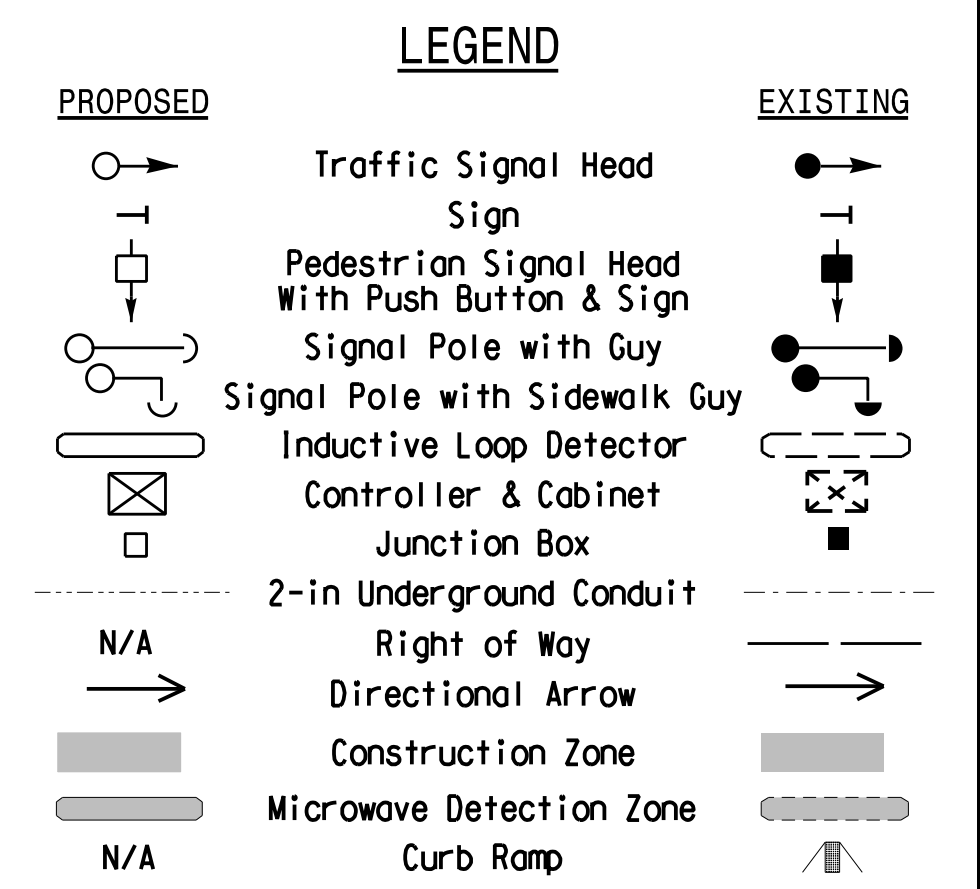 LEGEND
PROPOSED EXISTING
Traffic Signal Head
Sign
Pedestrian Signal Head
With Push Button & Sign
Signal Pole with Guy
Signal Pole with Sidewalk Guy
Inductive Loop Detector
Controller & Cabinet
Junction Box
2-in Underground Conduit
N/A Right of Way
Directional Arrow
Construction Zone
Microwave Detection Zone
N/A Curb Ramp